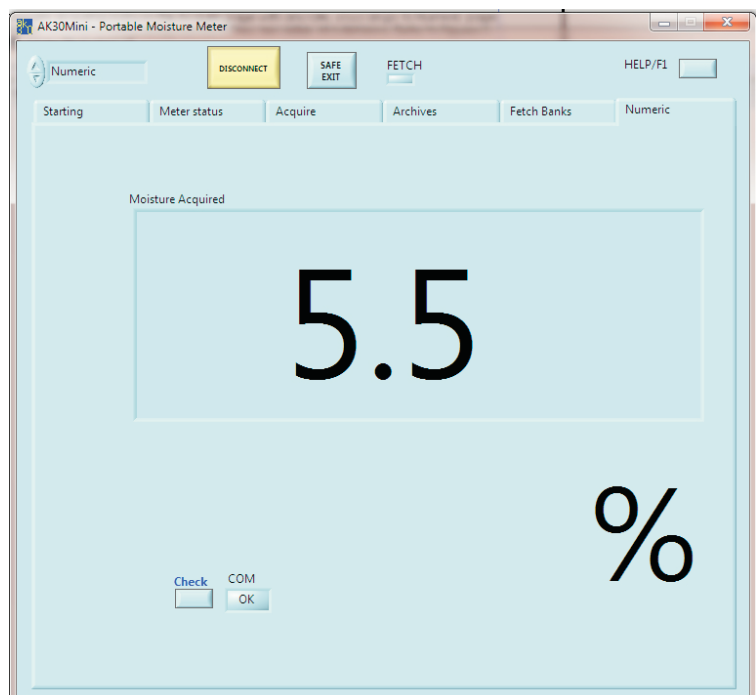 AK30Mini - Portable Moisture Meter
Numeric
DISCONNECT
SAFE
EXIT
FETCH
HELP/F1
Starting
Meter status
Acquire
Archives
Fetch Banks
Numeric
Moisture Acquired
5.5
%
Check
COM
OK